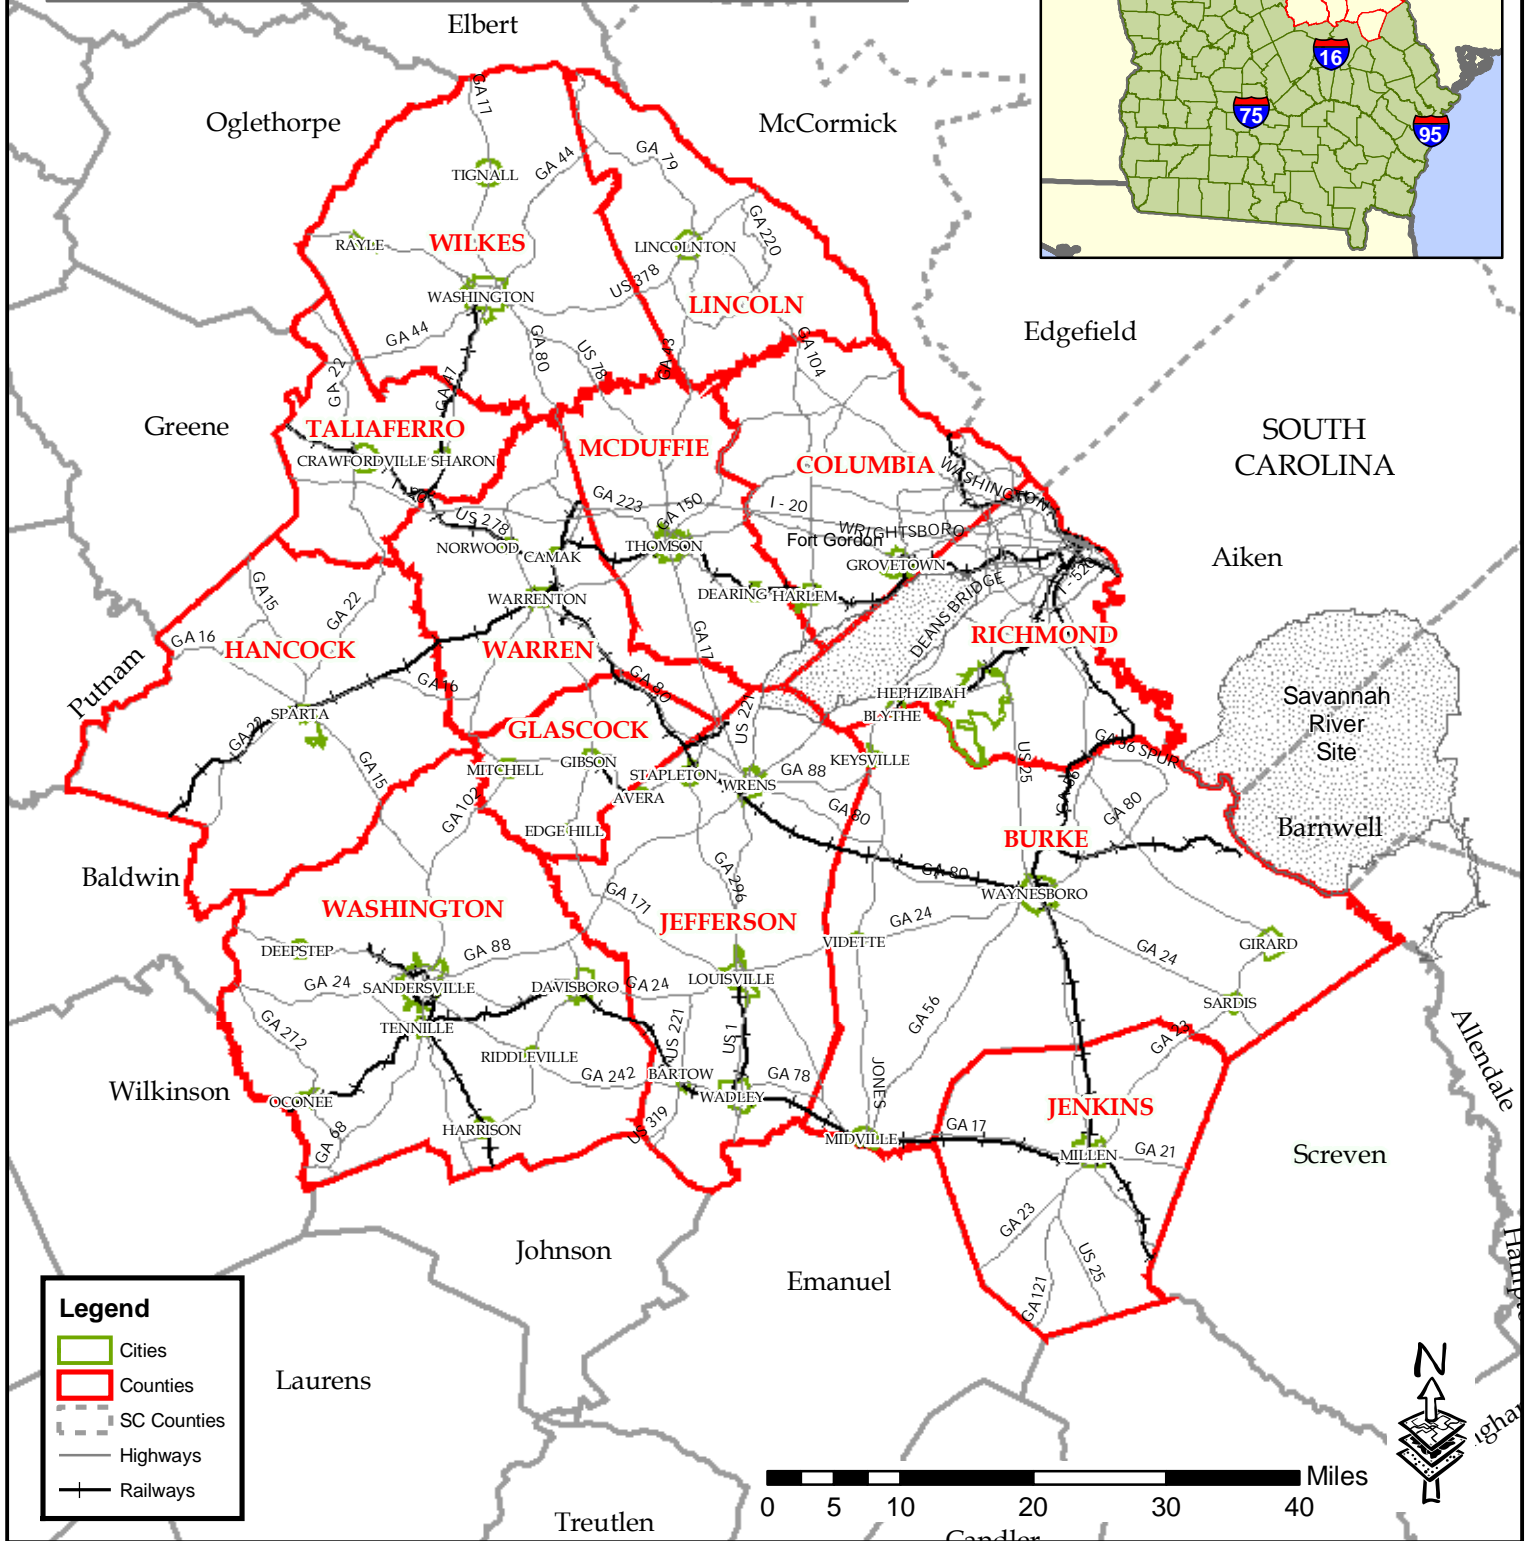 Elbert
Oglethorpe
McCormick
16
75
95
GA 17
GA 44
GA 79
TIGNALL
GA 220
RAYLE
WILKES
LINCOLNTON
US 378
WASHINGTON
LINCOLN
Edgefield
GA 44
GA 80
US 78
GA 43
GA 104
GA 22
GA 47
Greene
TALIAFERRO
MCDUFFIE
COLUMBIA
SOUTH
CAROLINA
CRAWFORDVILLE
SHARON
WASHINGTON
GA 223
GA 150
I - 20
US 278
WRIGHTSBORO
Fort Gordon
NORWOOD
CAMAK
THOMSON
GROVETOWN
Aiken
I - 520
GA 15
GA 22
WARRENTON
DEARING
HARLEM
DEANS BRIDGE
GA 16
HANCOCK
WARREN
GA 17
RICHMOND
Putnam
GA 16
GA 80
HEPHZIBAH
Savannah
River
Site
SPARTA
GA 22
GLASCOCK
US 221
BLYTHE
GA 15
MITCHELL
GIBSON
STAPLETON
WRENS
GA 88
KEYSVILLE
US 25
GA 56 SPUR
GA 102
AVERA
GA 56
GA 80
GA 80
EDGE HILL
BURKE
Barnwell
Baldwin
GA 296
GA 80
WAYNESBORO
WASHINGTON
GA 171
JEFFERSON
GA 24
DEEPSTEP
GA 88
VIDETTE
GA 24
GIRARD
GA 24
SANDERSVILLE
DAVISBORO
GA 24
LOUISVILLE
SARDIS
GA 272
TENNILLE
GA 56
US 221
US 1
GA 23
Allendale
RIDDLEVILLE
GA 242
BARTOW
GA 78
JONES
Wilkinson
OCONEE
WADLEY
JENKINS
GA 68
HARRISON
US 319
MIDVILLE
GA 17
MILLEN
GA 21
Screven
GA 23
US 25
GA 121
Johnson
Emanuel
Legend
Cities
Counties
SC Counties
Highways
Railways
Laurens
N
Miles
0 5 10 20 30 40
Treutlen
Candler